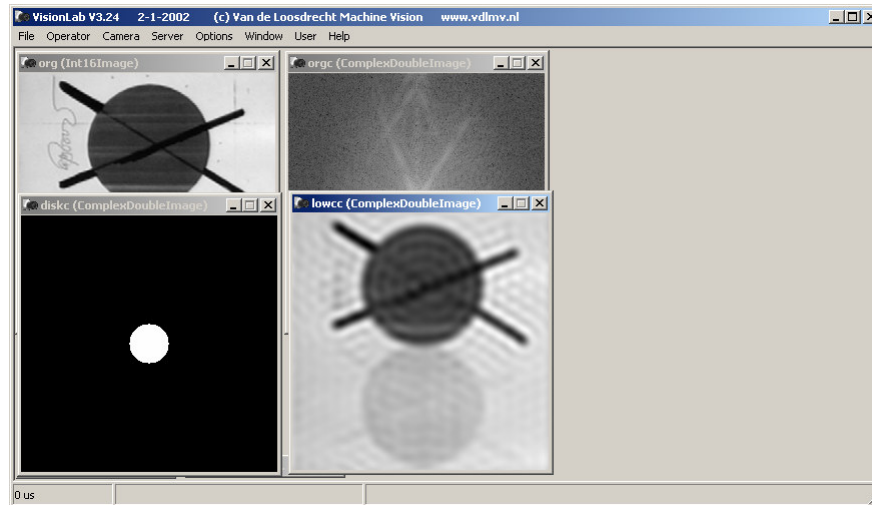 VisionLab V3.24 2-1-2002 (c) Van de Loosdrecht Machine Vision www.vdlmv.nl
File Operator Camera Server Options Window User Help
org (Int16Image)
orgc (ComplexDoubleImage)
diskc (ComplexDoubleImage)
lowcc (ComplexDoubleImage)
0 us